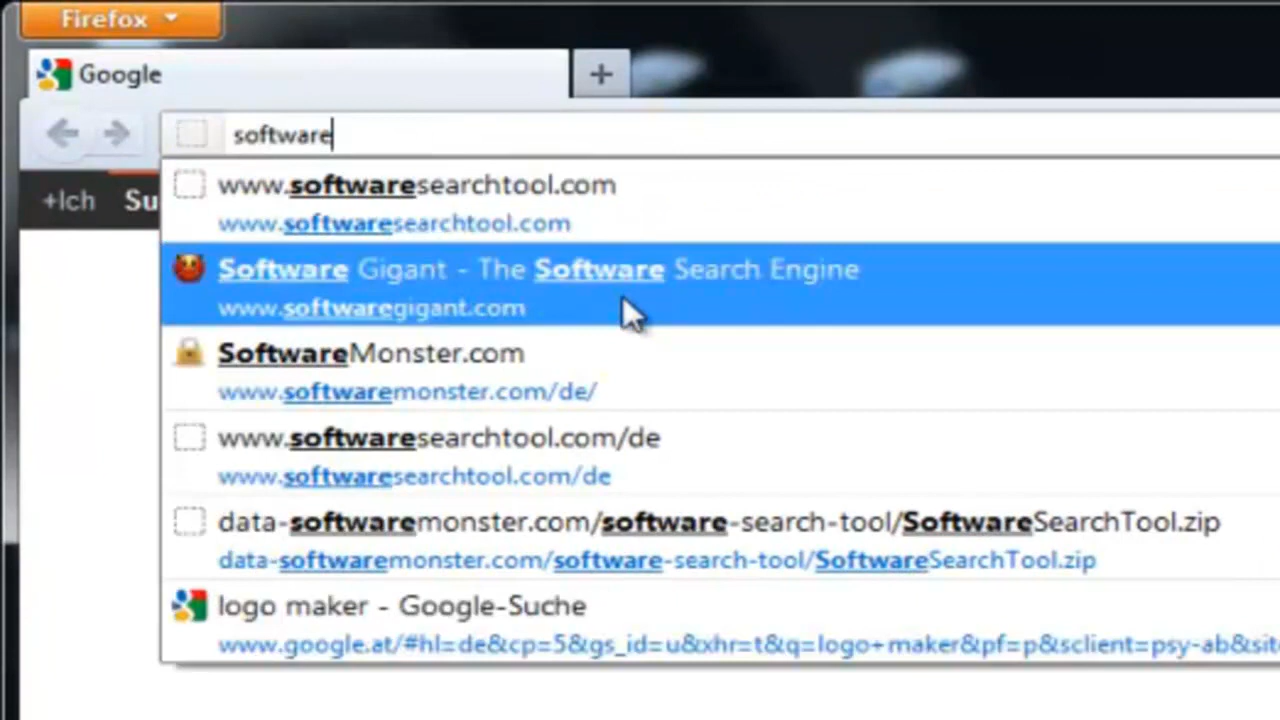 Firefox
Google
software
+Ich Su
www.softwaresearchtool.com
www.softwaresearchtool.com
Software Gigant - The Software Search Engine
www.softwaregigant.com
SoftwareMonster.com
www.softwaremonster.com/de/
www.softwaresearchtool.com/de
www.softwaresearchtool.com/de
data-softwaremonster.com/software-search-tool/SoftwareSearchTool.zip
data-softwaremonster.com/software-search-tool/SoftwareSearchTool.zip
logo maker - Google-Suche
www.google.at/#hl=de&cp=5&gs_id=u&xhr=t&q=logo+maker&pf=p&sclient=psy-ab&sit